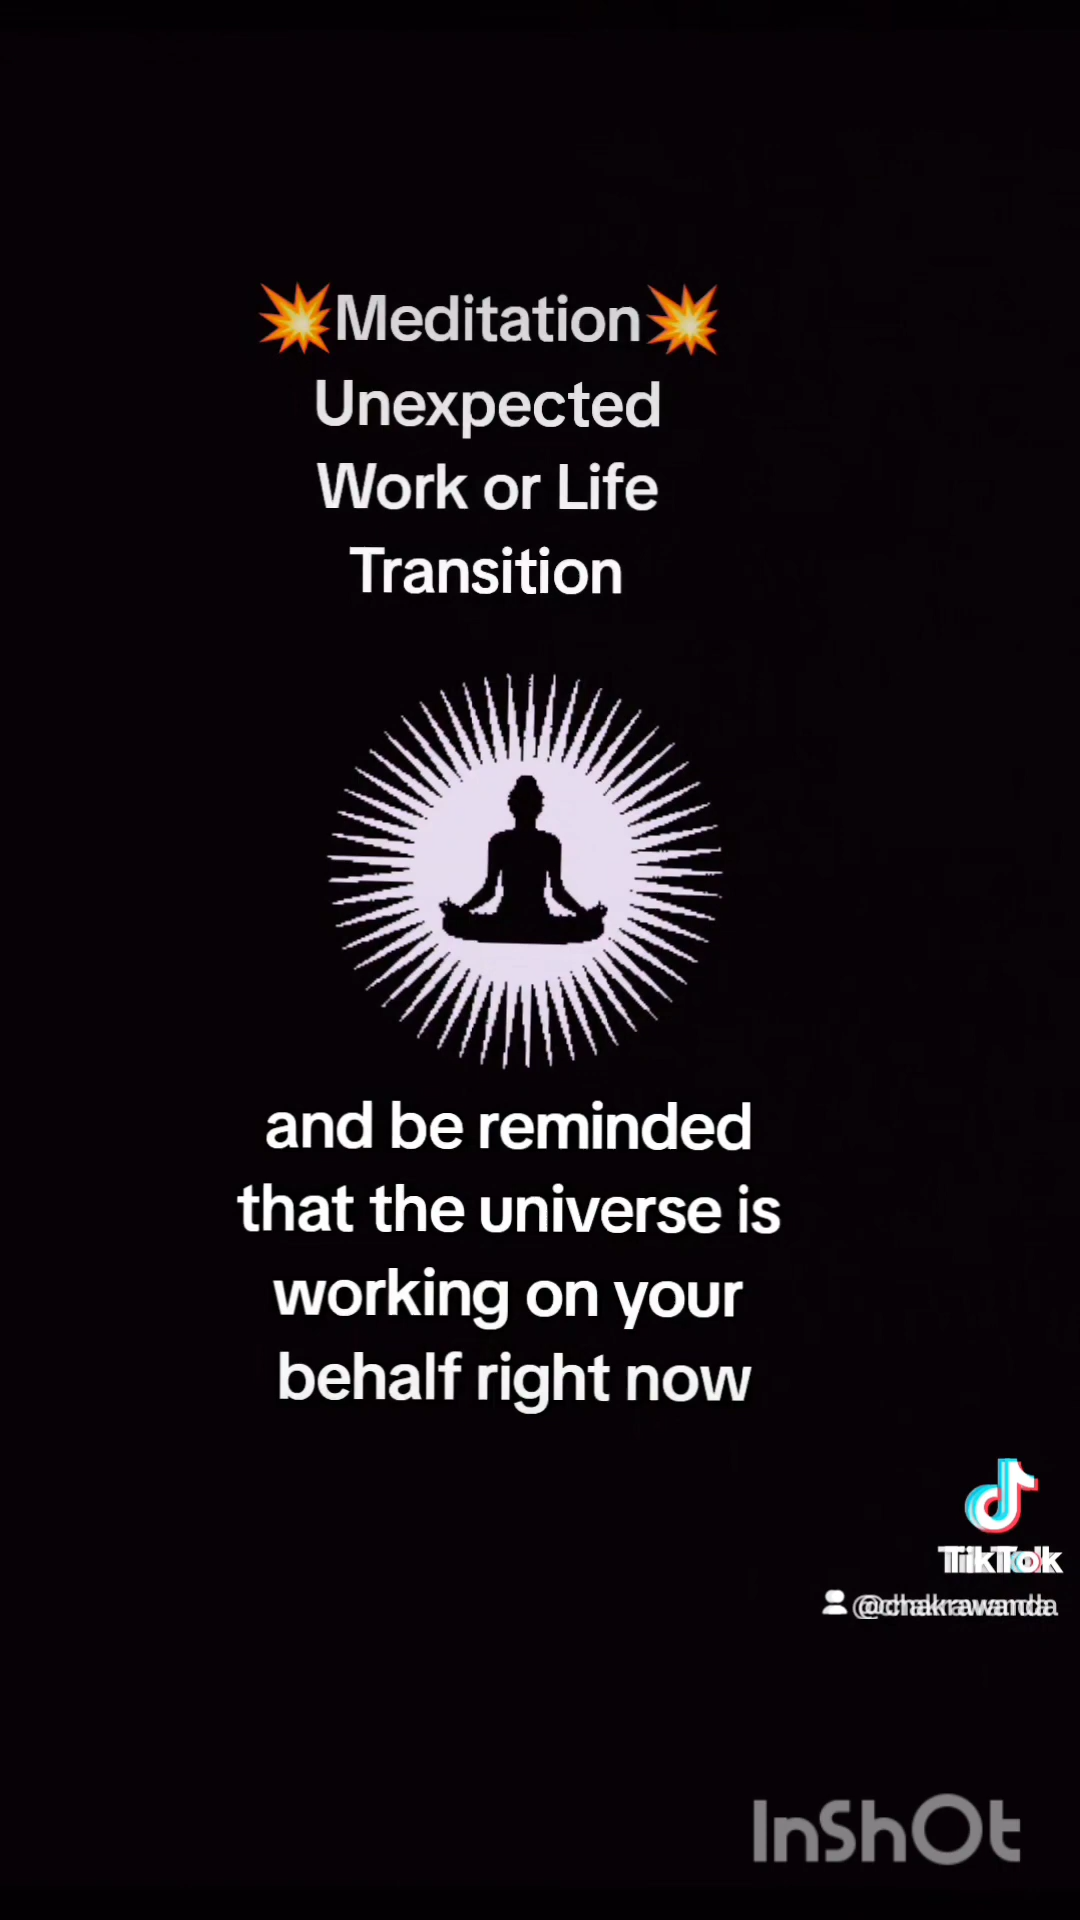 💥Meditation💥
Unexpected
Work or Life
Transition
and be reminded
that the universe is
working on your
behalf right now
TikTok
@chakrawanda
InShOt